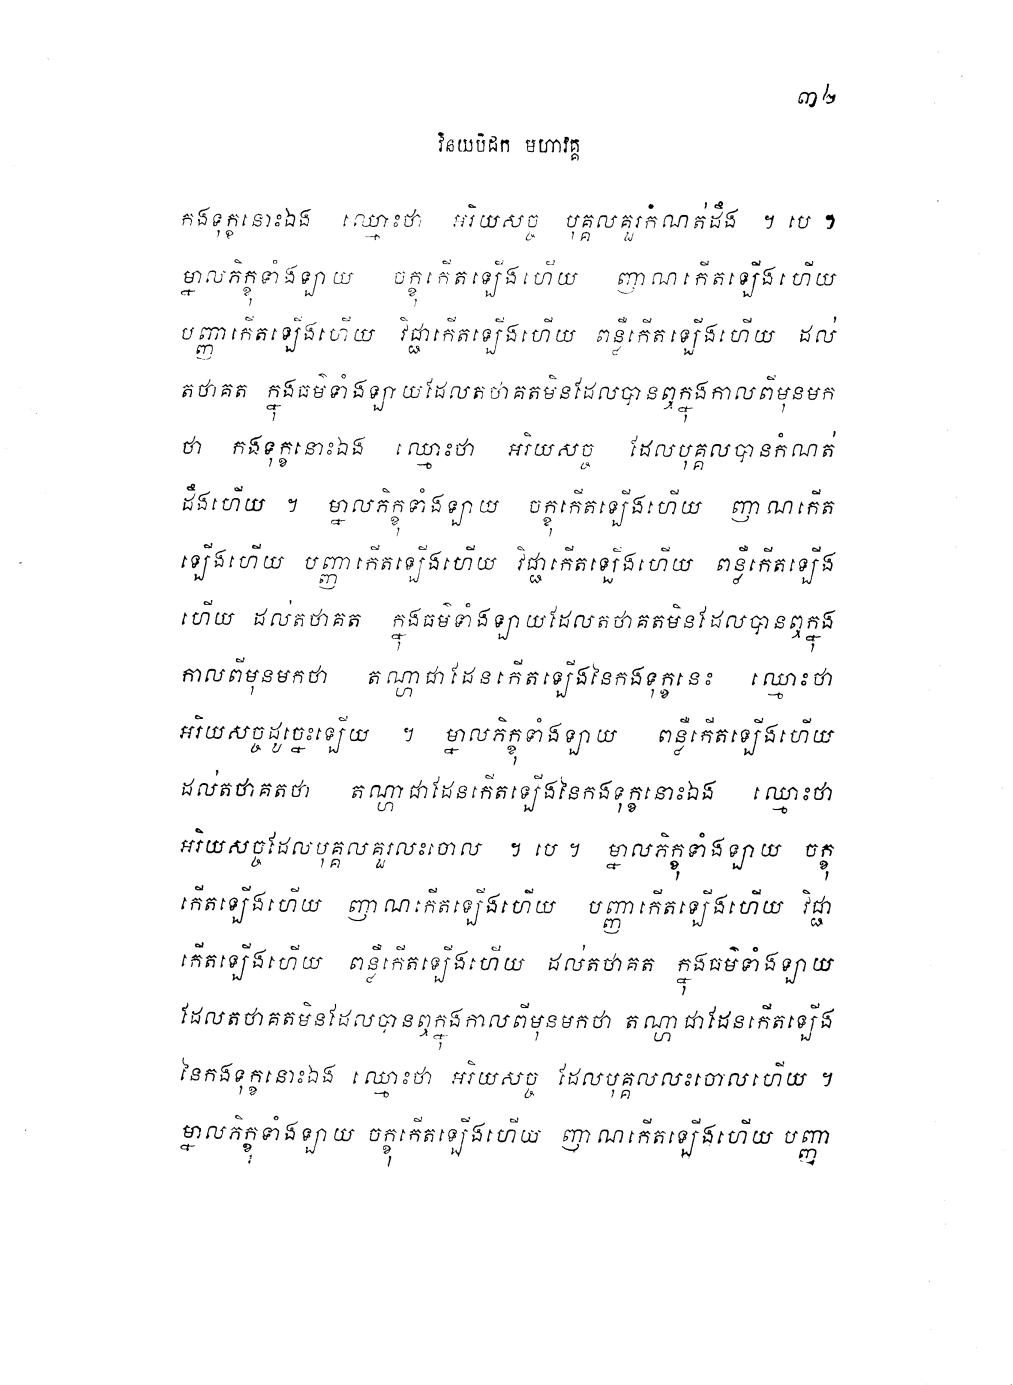 ៣៤
វិនយបិដក មហាវគ្គ
កងទុក្ខនោះឯង ឈ្មោះថា អរិយសច្ច បុគ្គលគួរកំណត់ដឹង ។ បេ ។
ម្នាលភិក្ខុទាំងឡាយ ចក្ខុកើតឡើងហើយ ញាណកើតឡើងហើយ
បញ្ញាកើតឡើងហើយ វិជ្ជាកើតឡើងហើយ ពន្លឺកើតឡើងហើយ ដល់
តថាគត ក្នុងធម៌ទាំងឡាយដែលតថាគតមិនដែលបានឮក្នុងកាលពីមុនមក
ថា កងទុក្ខនោះឯង ឈ្មោះថា អរិយសច្ច ដែលបុគ្គលបានកំណត់
ដឹងហើយ ។ ម្នាលភិក្ខុទាំងឡាយ ចក្ខុកើតឡើងហើយ ញាណកើត
ឡើងហើយ បញ្ញាកើតឡើងហើយ វិជ្ជាកើតឡើងហើយ ពន្លឺកើតឡើង
ហើយ ដល់តថាគត ក្នុងធម៌ទាំងឡាយដែលតថាគតមិនដែលបានឮក្នុង
កាលពីមុនមកថា តណ្ហាជាដែនកើតឡើងនៃកងទុក្ខនេះ ឈ្មោះថា
អរិយសច្ចដូច្នេះឡើយ ។ ម្នាលភិក្ខុទាំងឡាយ ពន្លឺកើតឡើងហើយ
ដល់តថាគតថា តណ្ហាជាដែនកើតឡើងនៃកងទុក្ខនោះឯង ឈ្មោះថា
អរិយសច្ចដែលបុគ្គលគួរលះចោល ។ បេ ។ ម្នាលភិក្ខុទាំងឡាយ ចក្ខុ
កើតឡើងហើយ ញាណកើតឡើងហើយ បញ្ញាកើតឡើងហើយ វិជ្ជា
កើតឡើងហើយ ពន្លឺកើតឡើងហើយ ដល់តថាគត ក្នុងធម៌ទាំងឡាយ
ដែលតថាគតមិនដែលបានឮក្នុងកាលពីមុនមកថា តណ្ហាជាដែនកើតឡើង
នៃកងទុក្ខនោះឯង ឈ្មោះថា អរិយសច្ច ដែលបុគ្គលលះចោលហើយ ។
ម្នាលភិក្ខុទាំងឡាយ ចក្ខុកើតឡើងហើយ ញាណកើតឡើងហើយ បញ្ញា